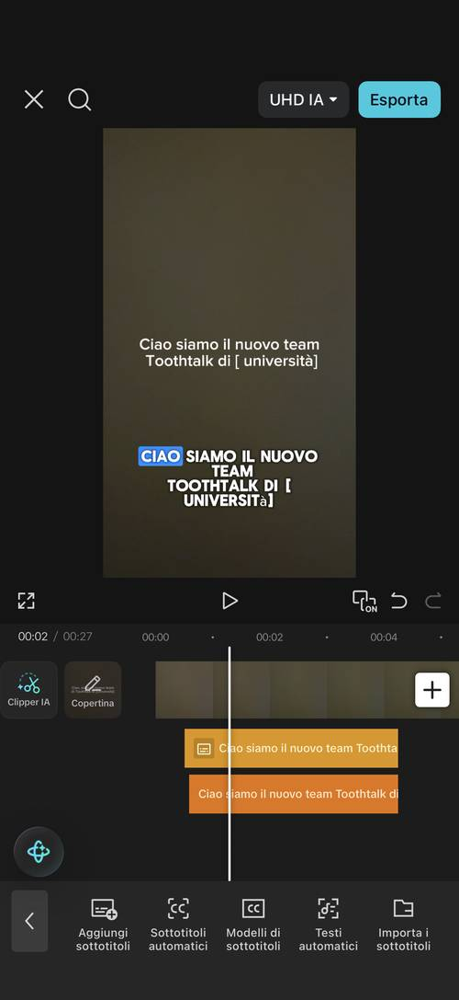 UHD IA
Esporta
Ciao siamo il nuovo team
Toothtalk di [ università]
CIAO SIAMO IL NUOVO
TEAM
TOOTHTALK DI [
UNIVERSITà]
ON
00:02 / 00:27
00:00
00:02
00:04
Clipper IA
Copertina
Ciao siamo il nuovo team Toothta
Ciao siamo il nuovo team Toothtalk di
Aggiungi
sottotitoli
Sottotitoli
automatici
Modelli di
sottotitoli
Testi
automatici
Importa i
sottotitoli